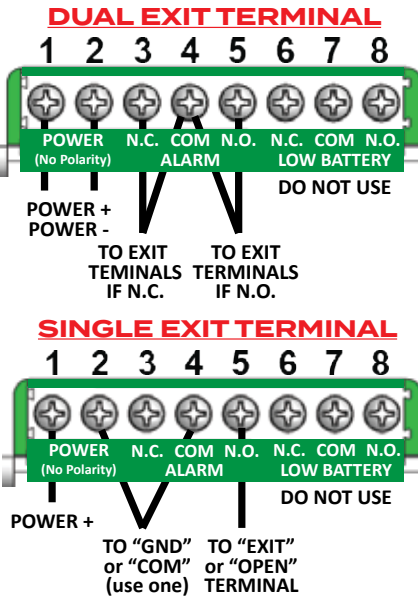 DUAL EXIT TERMINAL
1 2 3 4 5 6 7 8
POWER N.C. COM N.O. N.C. COM N.O.
(No Polarity) ALARM LOW BATTERY
DO NOT USE
POWER +
POWER -
TO EXIT TO EXIT
TEMINALS TERMINALS
IF N.C. IF N.O.
SINGLE EXIT TERMINAL
1 2 3 4 5 6 7 8
POWER N.C. COM N.O. N.C. COM N.O.
(No Polarity) ALARM LOW BATTERY
DO NOT USE
POWER +
TO “GND” TO “EXIT”
or “COM” or “OPEN”
(use one) TERMINAL